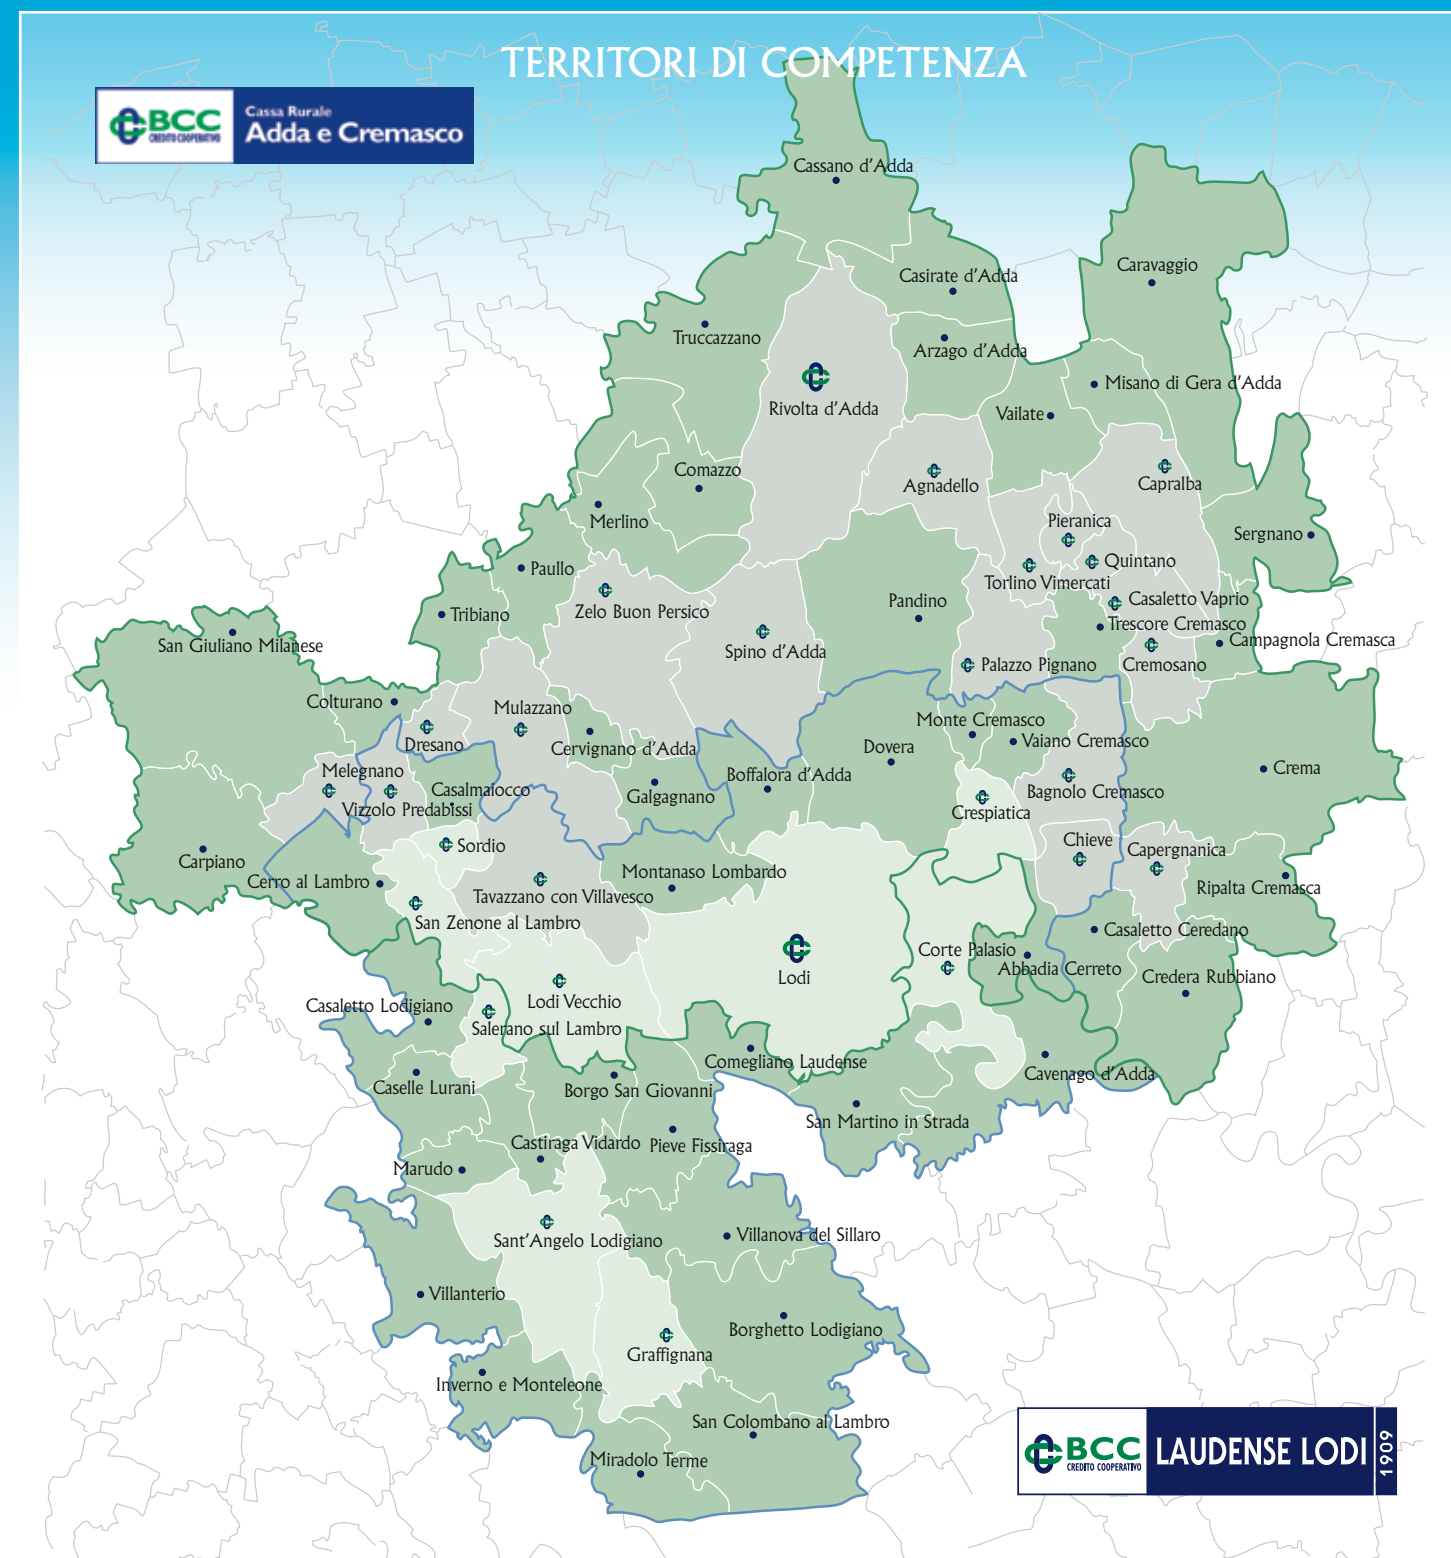 TERRITORI DI COMPETENZA
BCC
CREDITO COOPERATIVO
Cassa Rurale
Adda e Cremasco
Cassano d'Adda
Caravaggio
Casirate d'Adda
Truccazzano
Arzago d'Adda
Misano di Gera d'Adda
Rivolta d'Adda
Vailate
Comazzo
Agnadello
Capralba
Merlino
Pieranica
Sergnano
Quintano
Paullo
Torlino Vimercati
Zelo Buon Persico
Pandino
Casaletto Vaprio
Tribiano
Trescore Cremasco
Campagnola Cremasca
San Giuliano Milanese
Spino d'Adda
Palazzo Pignano
Cremosano
Colturano
Mulazzano
Monte Cremasco
Dresano
Cervignano d'Adda
Dovera
Vaiano Cremasco
Melegnano
Boffalora d'Adda
Crema
Casalmaiocco
Galgagnano
Bagnolo Cremasco
Vizzolo Predabissi
Crespiatica
Sordio
Chieve
Capergnanica
Carpiano
Montanaso Lombardo
Cerro al Lambro
Ripalta Cremasca
Tavazzano con Villavesco
San Zenone al Lambro
Casaletto Ceredano
Corte Palasio
Abbadia Cerreto
Lodi
Credera Rubbiano
Casaletto Lodigiano
Lodi Vecchio
Salerano sul Lambro
Comegliano Laudense
Cavenago d'Adda
Caselle Lurani
Borgo San Giovanni
San Martino in Strada
Castiraga Vidardo
Pieve Fissiraga
Marudo
Sant'Angelo Lodigiano
Villanova del Sillaro
Villanterio
Borghetto Lodigiano
Graffignana
Inverno e Monteleone
San Colombano al Lambro
Miradolo Terme
BCC
CREDITO COOPERATIVO
LAUDENSE LODI
1909